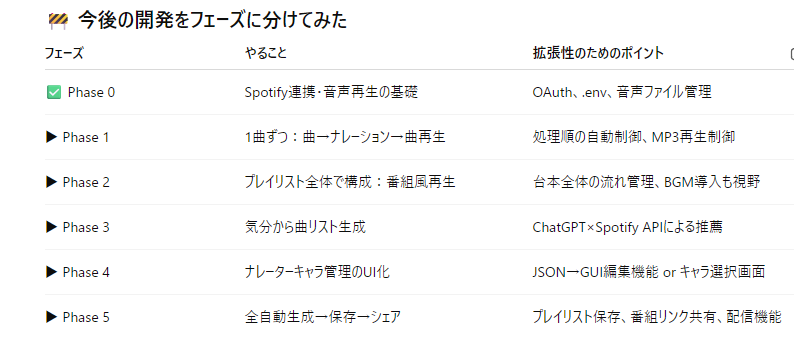 🚧 今後の開発をフェーズに分けてみた
フェーズ やること 拡張性のためのポイント
✅ Phase 0 Spotify連携・音声再生の基礎 OAuth、.env、音声ファイル管理
▶ Phase 1 1曲ずつ：曲→ナレーション→曲再生 処理順の自動制御、MP3再生制御
▶ Phase 2 プレイリスト全体で構成：番組風再生 台本全体の流れ管理、BGM導入も視野
▶ Phase 3 気分から曲リスト生成 ChatGPT×Spotify APIによる推薦
▶ Phase 4 ナレーターキャラ管理のUI化 JSON→GUI編集機能 or キャラ選択画面
▶ Phase 5 全自動生成→保存→シェア プレイリスト保存、番組リンク共有、配信機能